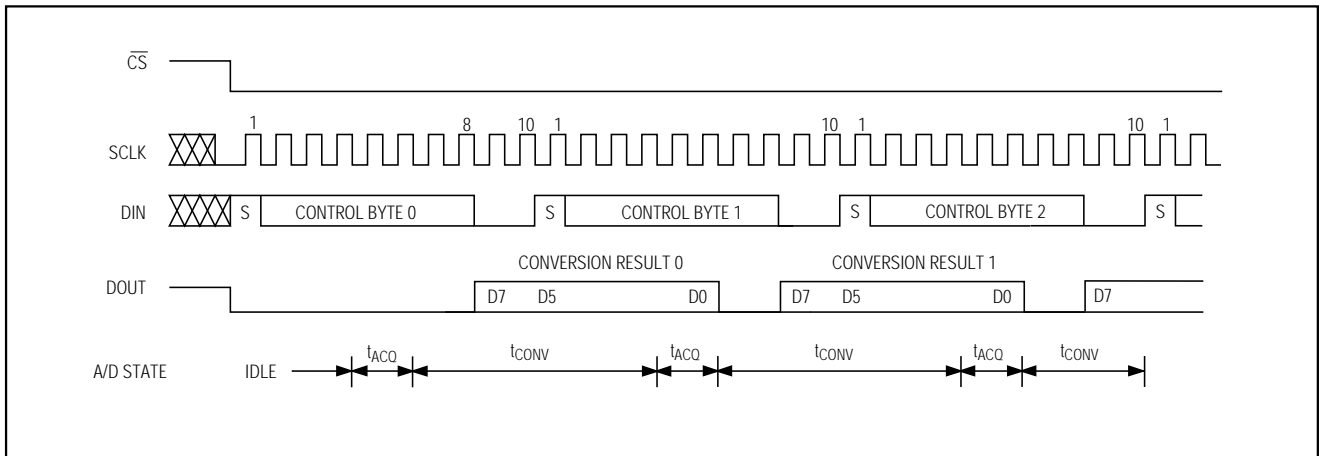 CS
SCLK 1 8 10 1 10 1 10 1
DIN S CONTROL BYTE 0 S CONTROL BYTE 1 S CONTROL BYTE 2 S
CONVERSION RESULT 0 CONVERSION RESULT 1
DOUT D7 D5 D0 D7 D5 D0 D7
A/D STATE IDLE tACQ tCONV tACQ tCONV tACQ tCONV